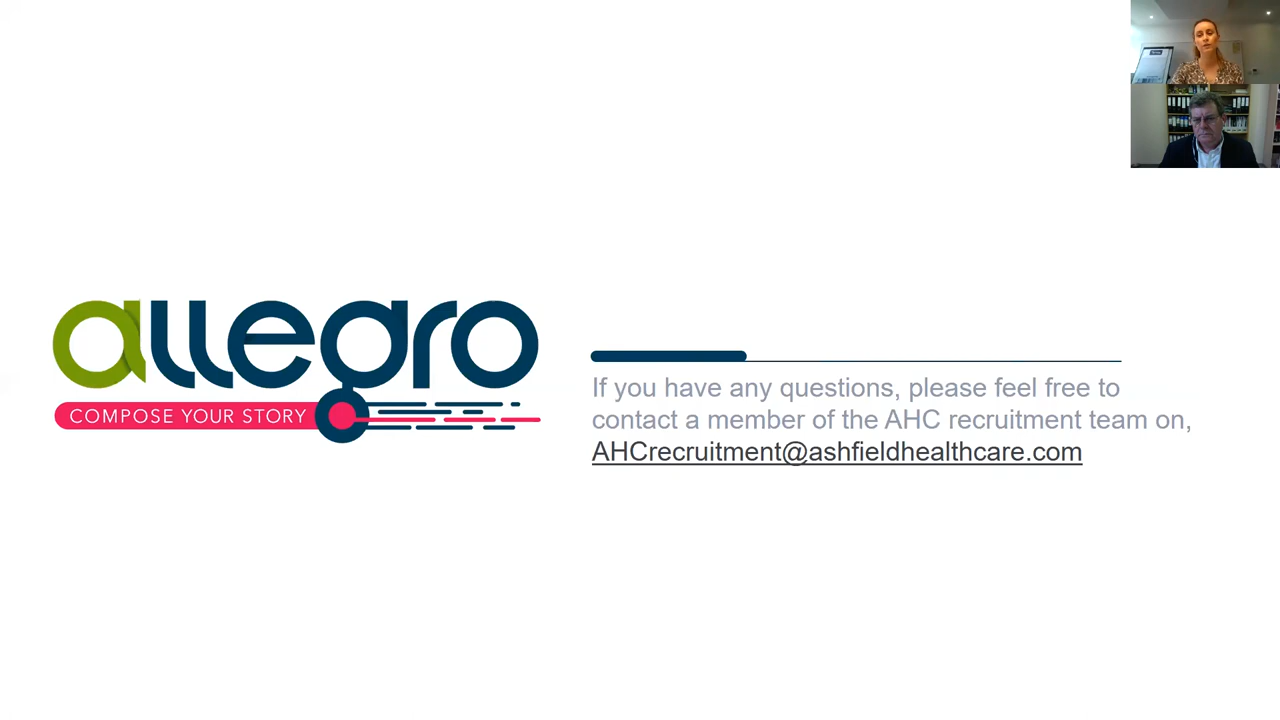 allegro
COMPOSE YOUR STORY
If you have any questions, please feel free to
contact a member of the AHC recruitment team on,
AHCrecruitment@ashfieldhealthcare.com